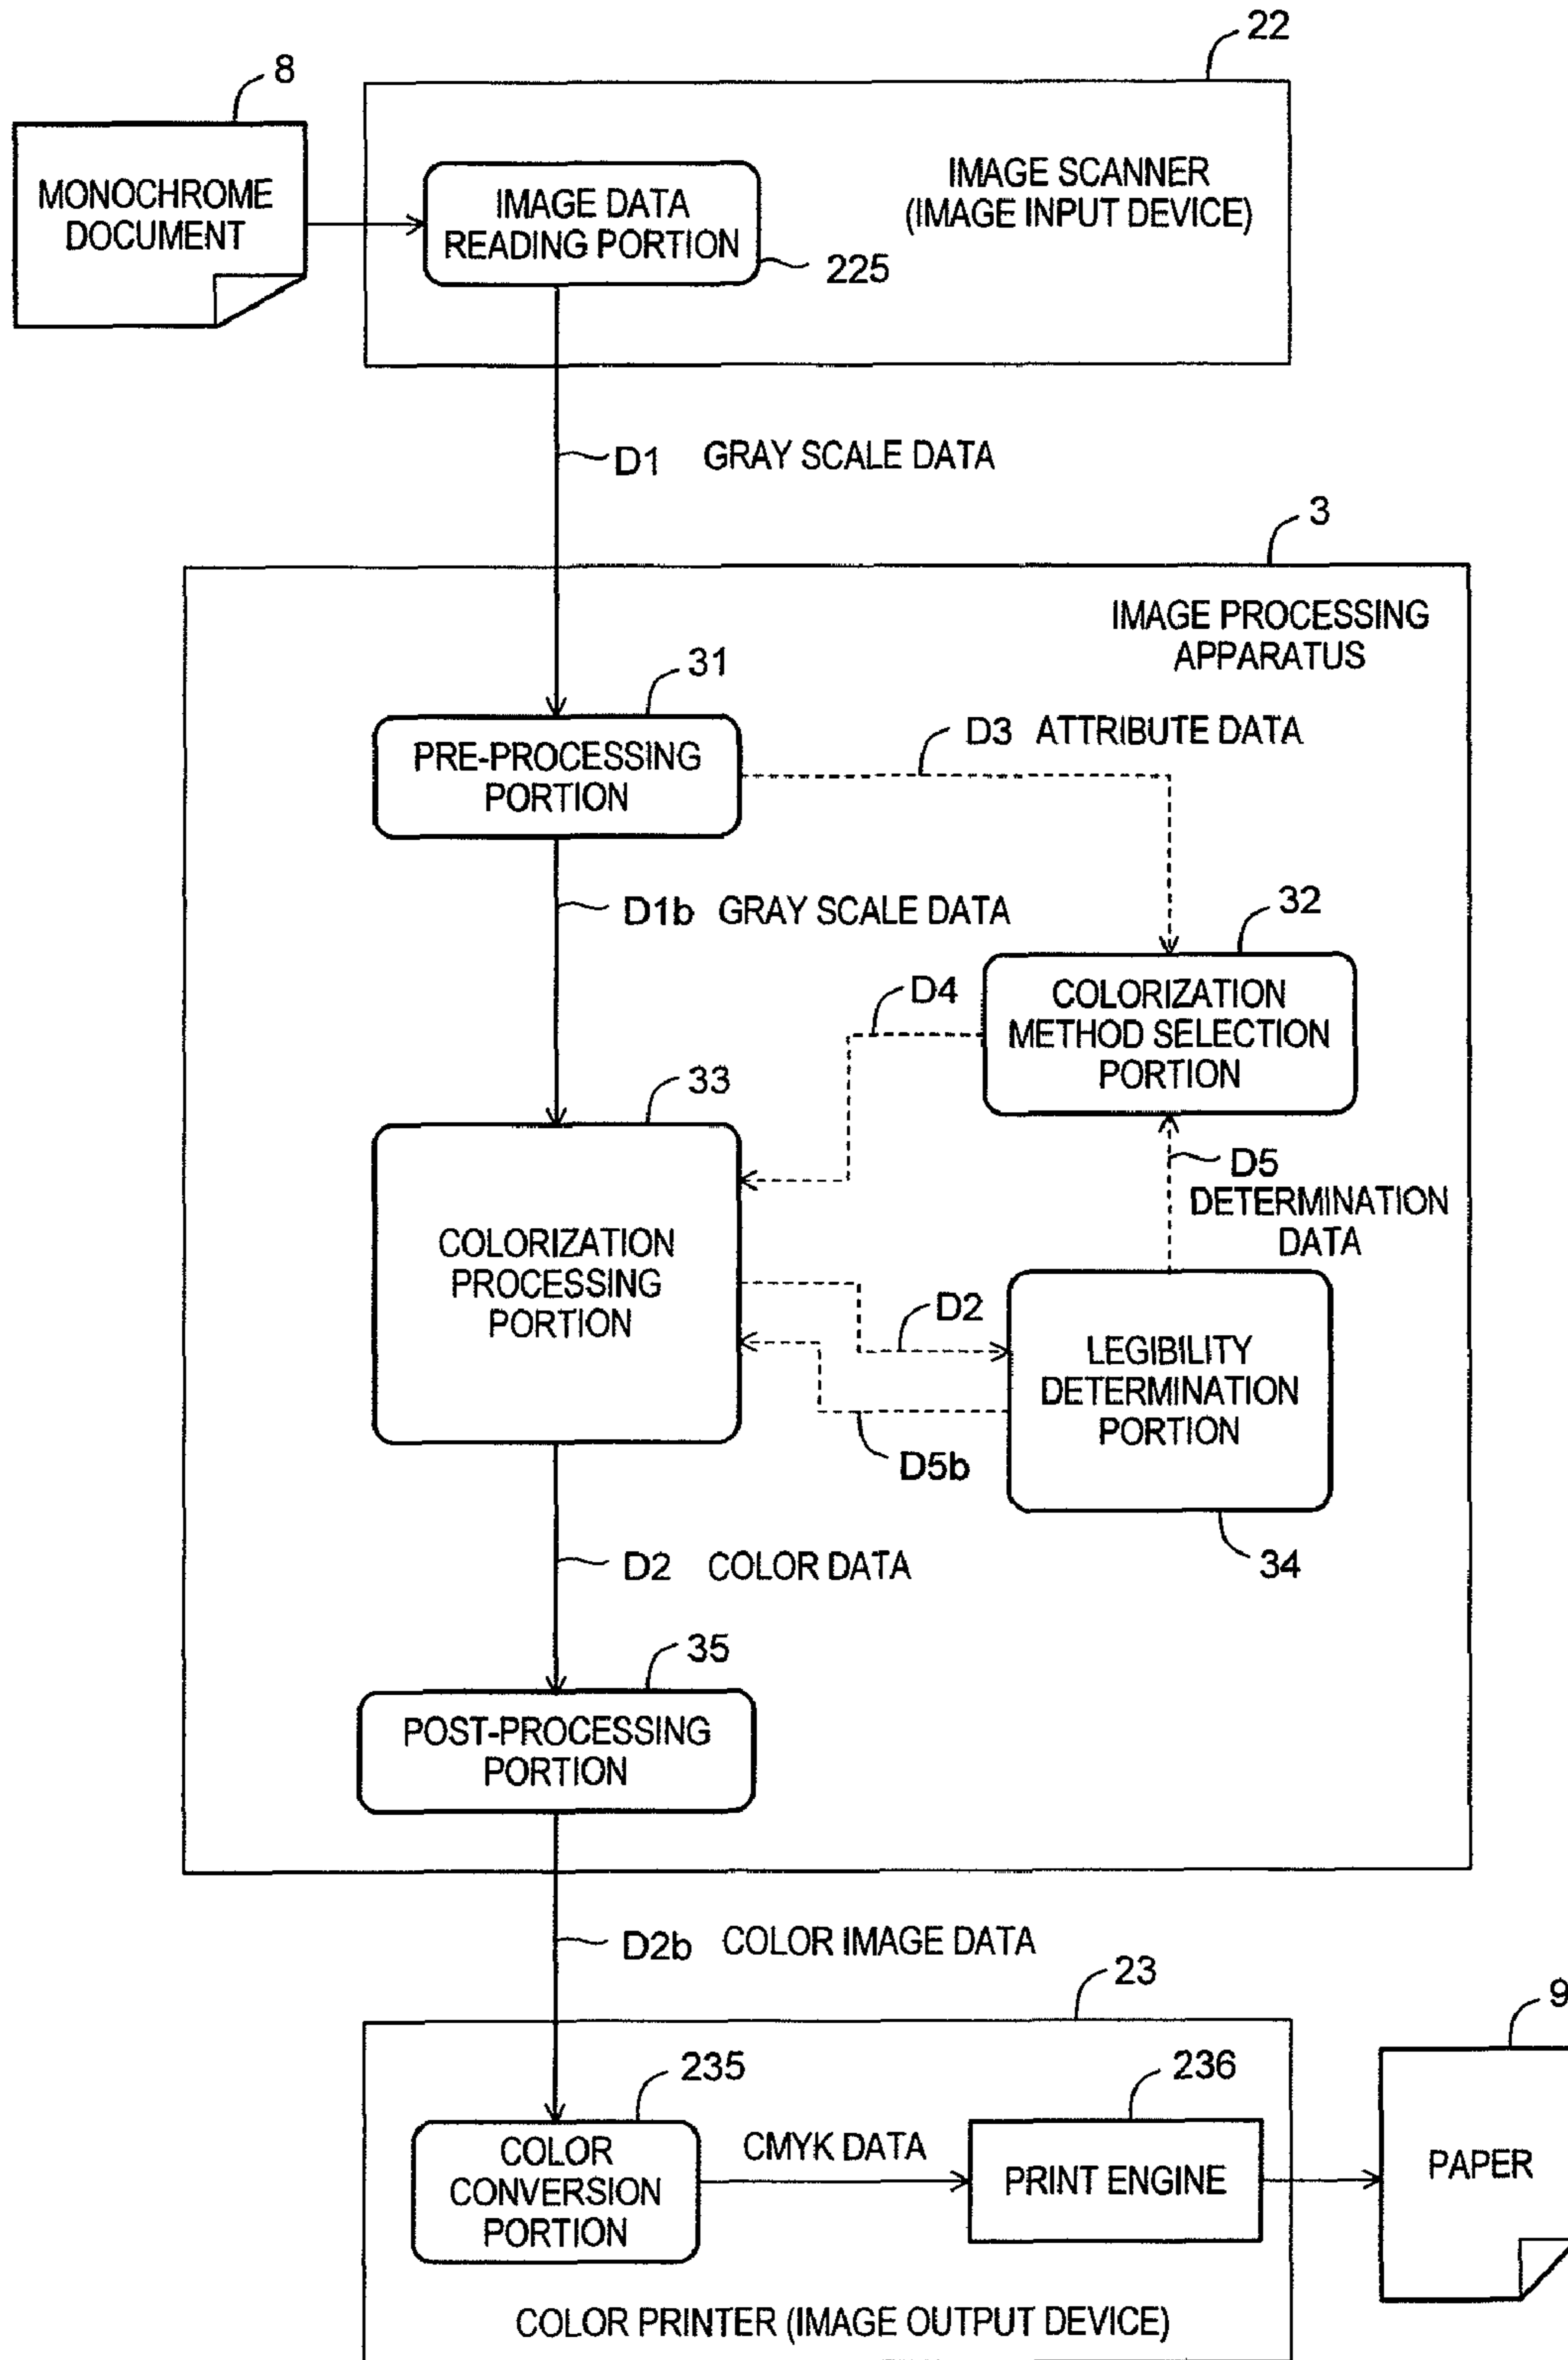 22
8
MONOCHROME
DOCUMENT
IMAGE DATA
READING PORTION
225
IMAGE SCANNER
(IMAGE INPUT DEVICE)
D1 GRAY SCALE DATA
3
IMAGE PROCESSING
APPARATUS
31
PRE-PROCESSING
PORTION
D3 ATTRIBUTE DATA
D1b GRAY SCALE DATA
32
COLORIZATION
METHOD SELECTION
PORTION
D4
33
COLORIZATION
PROCESSING
PORTION
D5
DETERMINATION
DATA
D2
LEGIBILITY
DETERMINATION
PORTION
D5b
34
D2 COLOR DATA
35
POST-PROCESSING
PORTION
D2b COLOR IMAGE DATA
23
9
235
COLOR
CONVERSION
PORTION
CMYK DATA
236
PRINT ENGINE
PAPER
COLOR PRINTER (IMAGE OUTPUT DEVICE)